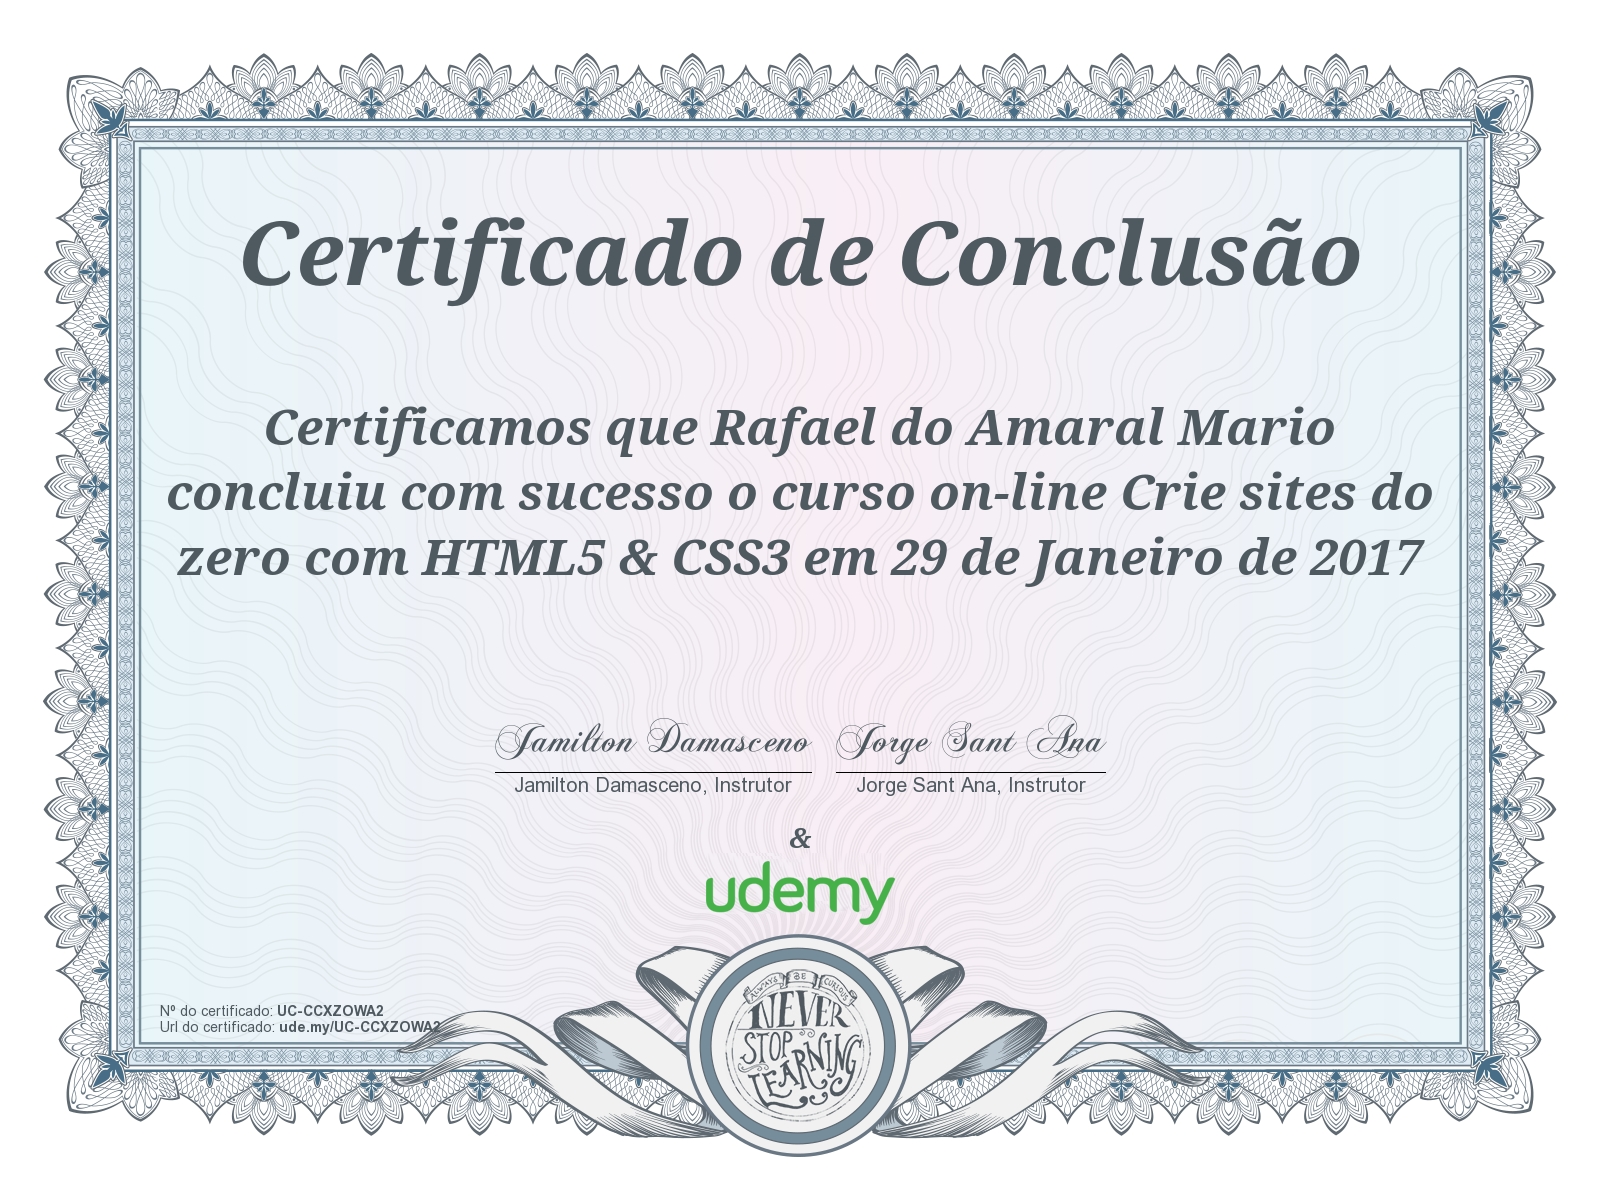 Certificado de Conclusão
Certificamos que Rafael do Amaral Mario
concluiu com sucesso o curso on-line Crie sites do
zero com HTML5 & CSS3 em 29 de Janeiro de 2017
Jamilton Damasceno Jorge Sant Ana
Jamilton Damasceno, Instrutor Jorge Sant Ana, Instrutor
&
udemy
Nº do certificado: UC-CCXZOWA2
Url do certificado: ude.my/UC-CCXZOWA2
ALWAYS BE CURIOUS
NEVER
STOP
LEARNING